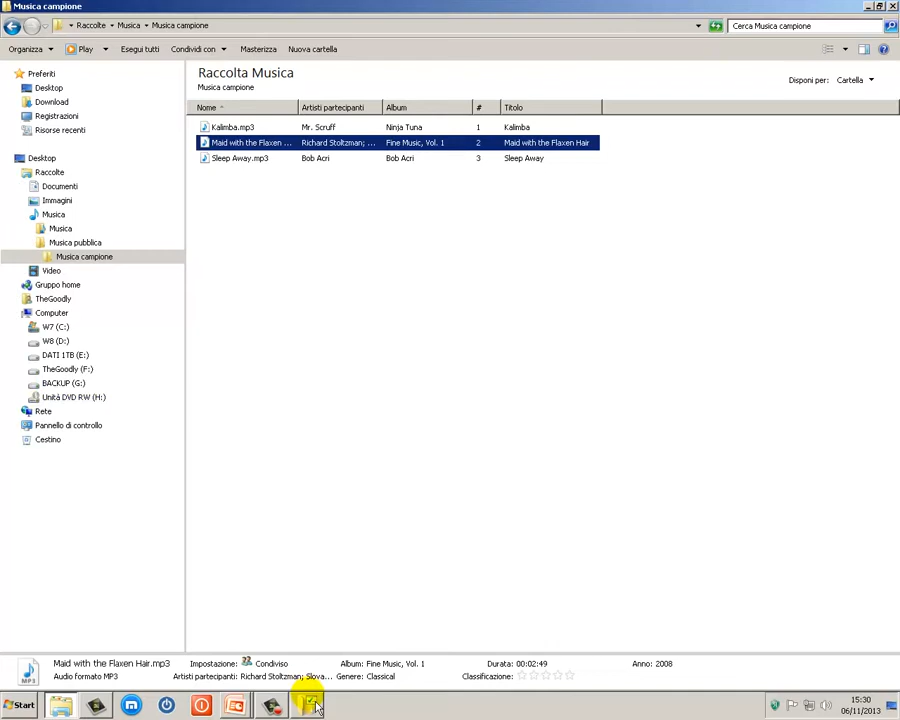 Musica campione
Raccolte Musica Musica campione
Cerca Musica campione
Organizza Play Esegui tutti Condividi con Masterizza Nuova cartella
Preferiti
Desktop
Download
Registrazioni
Risorse recenti
Desktop
Raccolte
Documenti
Immagini
Musica
Musica
Musica pubblica
Musica campione
Video
Gruppo home
TheGoodly
Computer
W7 (C:)
W8 (D:)
DATI 1TB (E:)
TheGoodly (F:)
BACKUP (G:)
Unità DVD RW (H:)
Rete
Pannello di controllo
Cestino
Raccolta Musica
Musica campione
Disponi per: Cartella
Nome Artisti partecipanti Album # Titolo
Kalimba.mp3 Mr. Scruff Ninja Tuna 1 Kalimba
Maid with the Flaxen ... Richard Stoltzman; ... Fine Music, Vol. 1 2 Maid with the Flaxen Hair
Sleep Away.mp3 Bob Acri Bob Acri 3 Sleep Away
Maid with the Flaxen Hair.mp3 Impostazione: Condiviso Album: Fine Music, Vol. 1 Durata: 00:02:49 Anno: 2008
MP3
Audio formato MP3 Artisti partecipanti: Richard Stoltzman; Slova... Genere: Classical Classificazione:
Start
15:30
06/11/2013